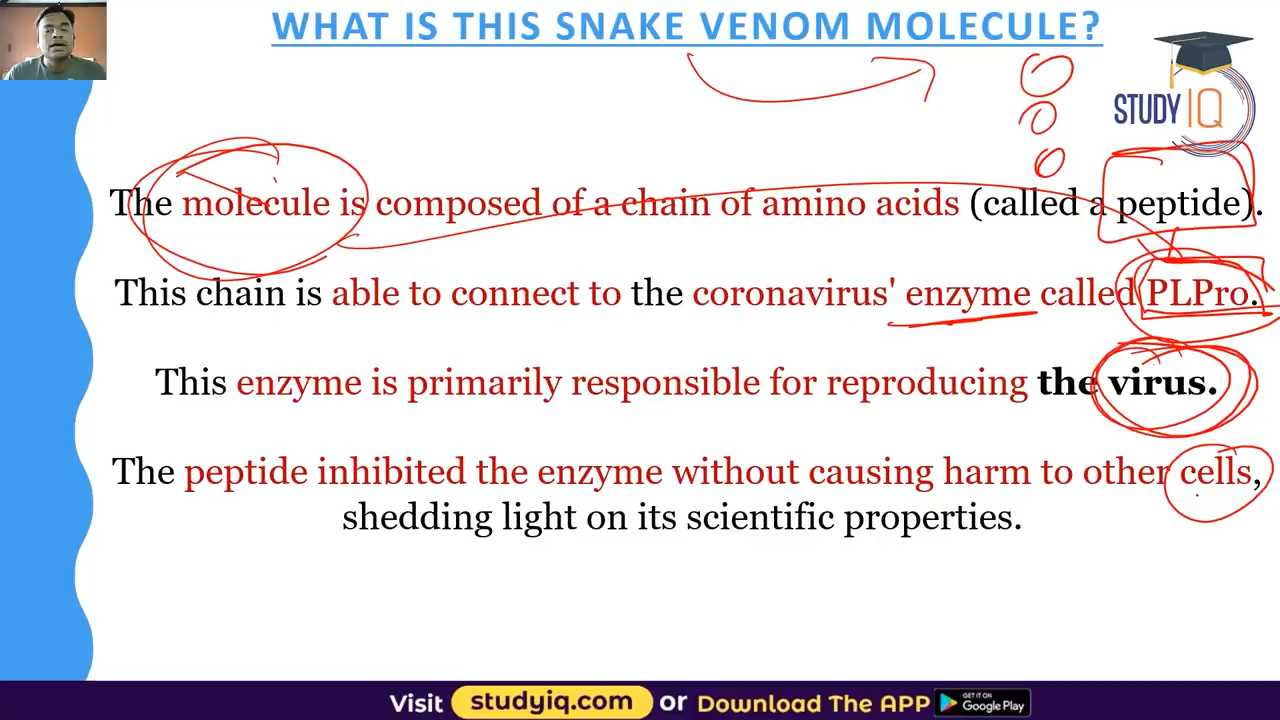 WHAT IS THIS SNAKE VENOM MOLECULE?
STUDY IQ
The molecule is composed of a chain of amino acids (called a peptide).
This chain is able to connect to the coronavirus' enzyme called PLPro.
This enzyme is primarily responsible for reproducing the virus.
The peptide inhibited the enzyme without causing harm to other cells,
shedding light on its scientific properties.
Visit studyiq.com or Download The APP GET IT ON Google Play